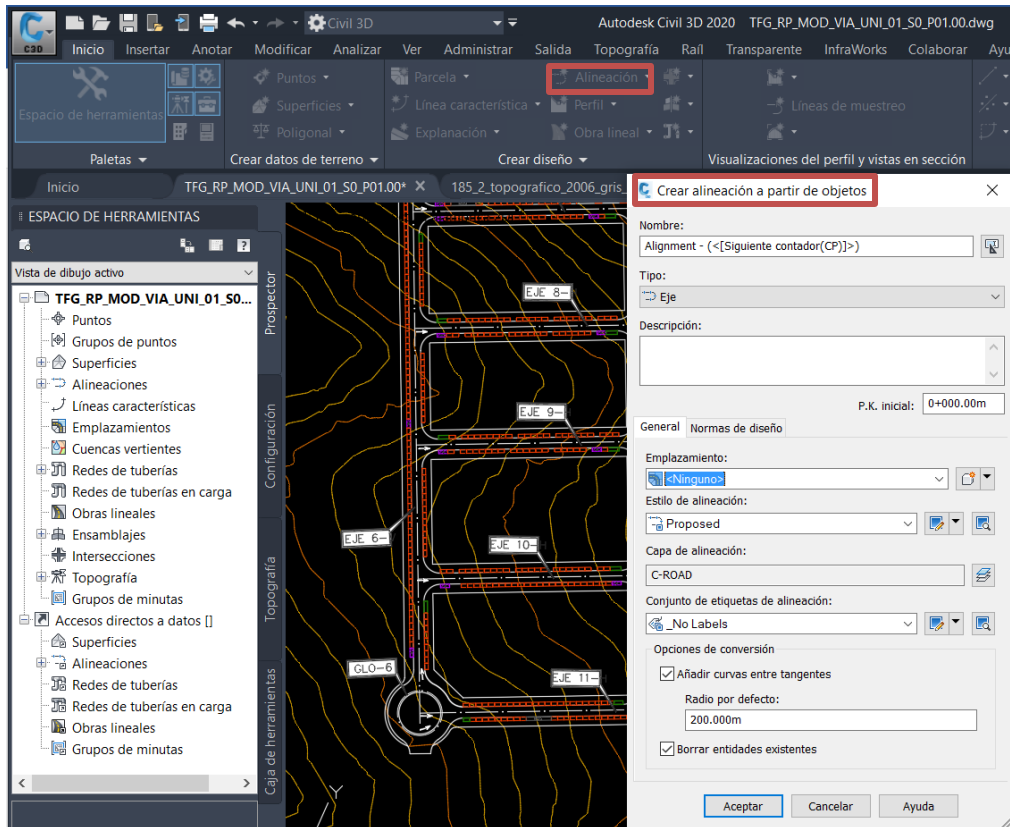 C3D
Civil 3D
Autodesk Civil 3D 2020 TFG_RP_MOD_VIA_UNI_01_S0_P01.00.dwg
Inicio Insertar Anotar Modificar Analizar Ver Administrar Salida Topografía Raíl Transparente InfraWorks Colaborar Ayu
Espacio de herramientas
Puntos
Superficies
Poligonal
Parcela
Línea característica
Explanación
Alineación
Perfil
Obra lineal
Líneas de muestreo
Paletas
Crear datos de terreno
Crear diseño
Visualizaciones del perfil y vistas en sección
Inicio
TFG_RP_MOD_VIA_UNI_01_S0_P01.00*
185_2_topografico_2006_gris_
ESPACIO DE HERRAMIENTAS
Vista de dibujo activo
TFG_RP_MOD_VIA_UNI_01_S0...
Puntos
Grupos de puntos
Superficies
Alineaciones
Líneas características
Emplazamientos
Cuencas vertientes
Redes de tuberías
Redes de tuberías en carga
Obras lineales
Ensamblajes
Intersecciones
Topografía
Grupos de minutas
Accesos directos a datos []
Superficies
Alineaciones
Redes de tuberías
Redes de tuberías en carga
Obras lineales
Grupos de minutas
Prospector
Configuración
Topografía
Caja de herramientas
EJE 8-
EJE 9-
EJE 6-
EJE 10-
GLO-6
EJE 11-
Y
Crear alineación a partir de objetos
Nombre:
Alignment - (<[Siguiente contador(CP)]>)
Tipo:
Eje
Descripción:
P.K. inicial: 0+000.00m
General Normas de diseño
Emplazamiento:
<Ninguno>
Estilo de alineación:
Proposed
Capa de alineación:
C-ROAD
Conjunto de etiquetas de alineación:
_No Labels
Opciones de conversión
Añadir curvas entre tangentes
Radio por defecto:
200.000m
Borrar entidades existentes
Aceptar Cancelar Ayuda